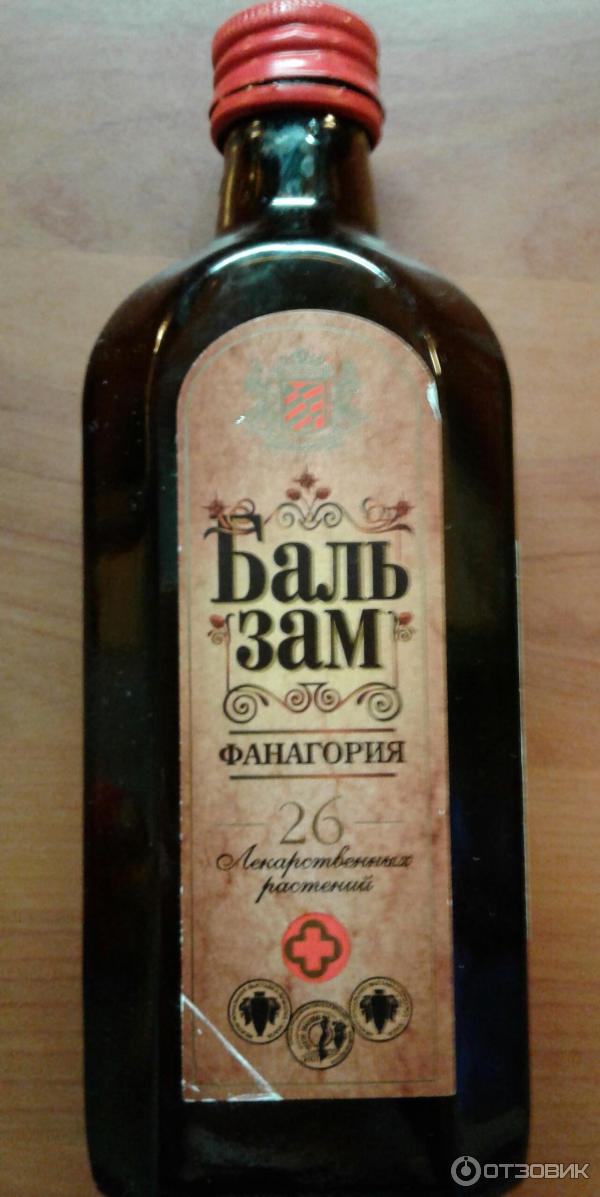 Баль
зам
ФАНАГОРИЯ
26
Лекарственных
растений
ОТЗОВИК